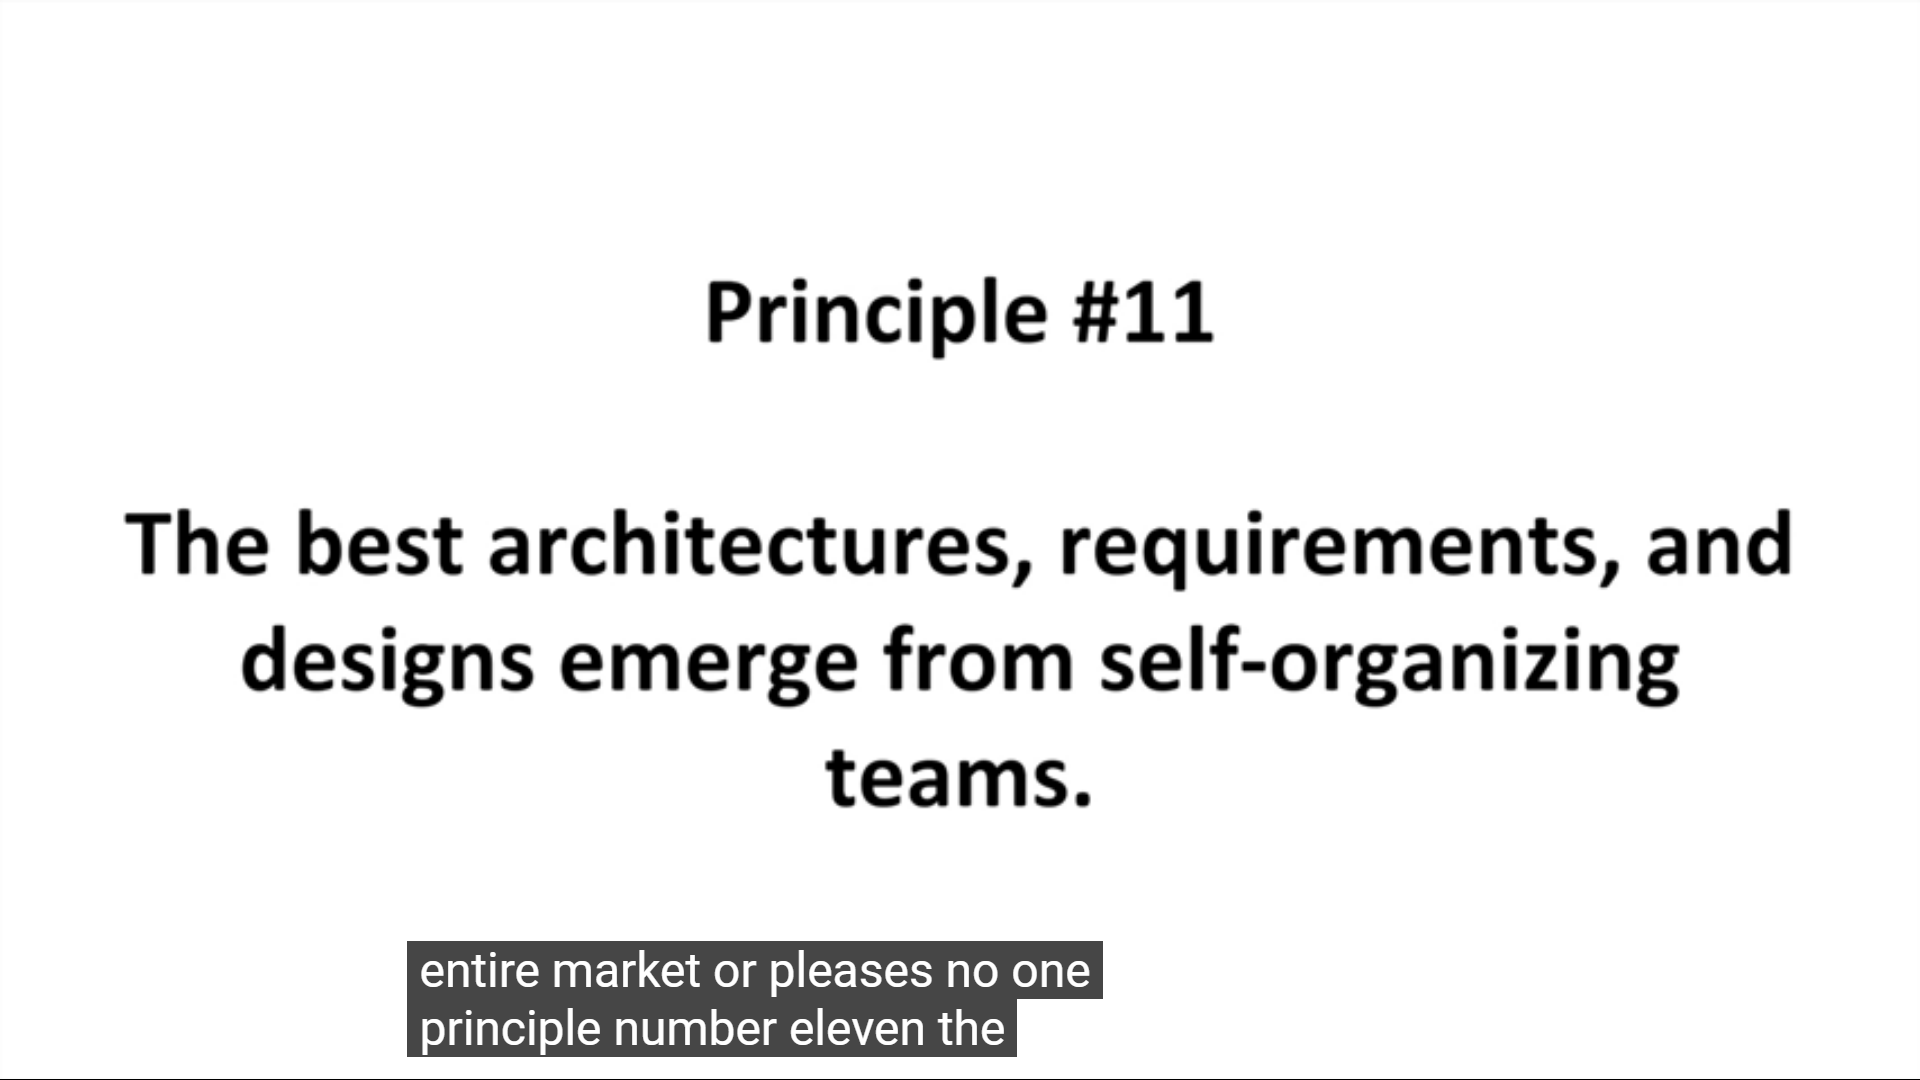 Principle #11
The best architectures, requirements, and
designs emerge from self-organizing
teams.
entire market or pleases no one
principle number eleven the